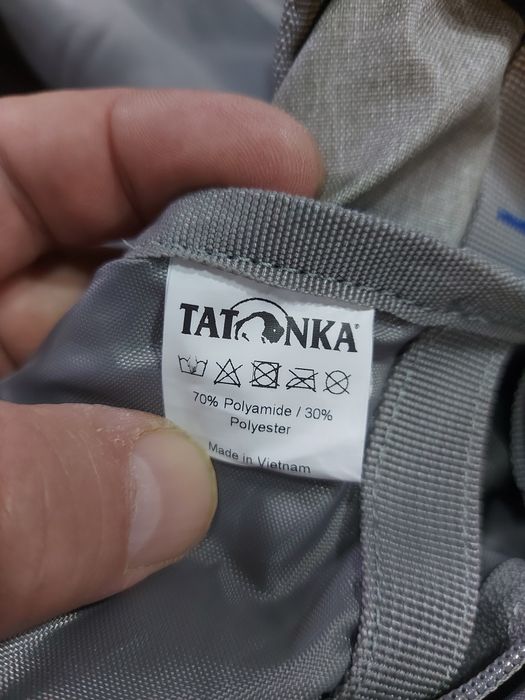 TATONKA®
70% Polyamide / 30%
Polyester
Made in Vietnam